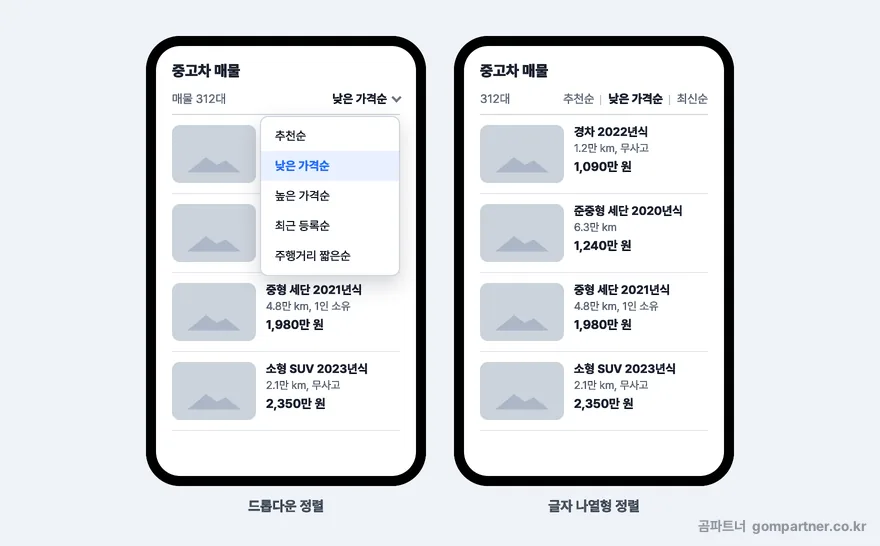 중고차 매물
매물 312대
낮은 가격순
추천순
낮은 가격순
높은 가격순
최근 등록순
주행거리 짧은순
중형 세단 2021년식
4.8만 km, 1인 소유
1,980만 원
소형 SUV 2023년식
2.1만 km, 무사고
2,350만 원
드롭다운 정렬
중고차 매물
312대
추천순 | 낮은 가격순 | 최신순
경차 2022년식
1.2만 km, 무사고
1,090만 원
준중형 세단 2020년식
6.3만 km
1,240만 원
중형 세단 2021년식
4.8만 km, 1인 소유
1,980만 원
소형 SUV 2023년식
2.1만 km, 무사고
2,350만 원
글자 나열형 정렬
곰파트너 gompartner.co.kr